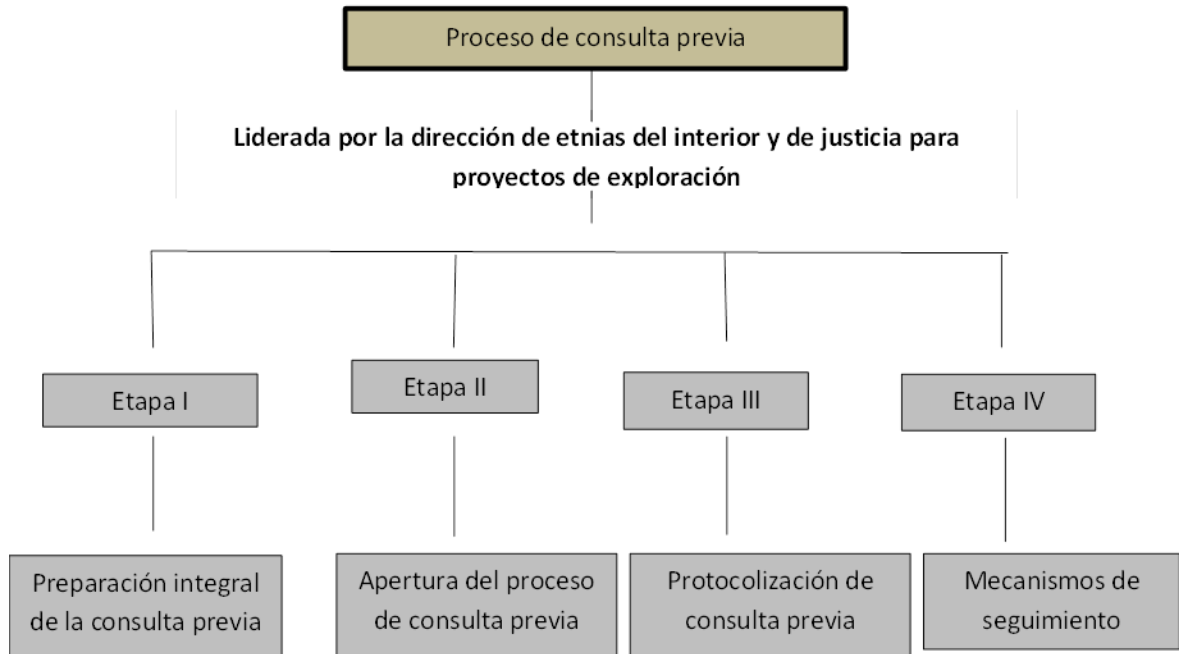 Proceso de consulta previa
Liderada por la dirección de etnias del interior y de justicia para
proyectos de exploración
Etapa I
Etapa II
Etapa III
Etapa IV
Preparación integral
de la consulta previa
Apertura del proceso
de consulta previa
Protocolización de
consulta previa
Mecanismos de
seguimiento